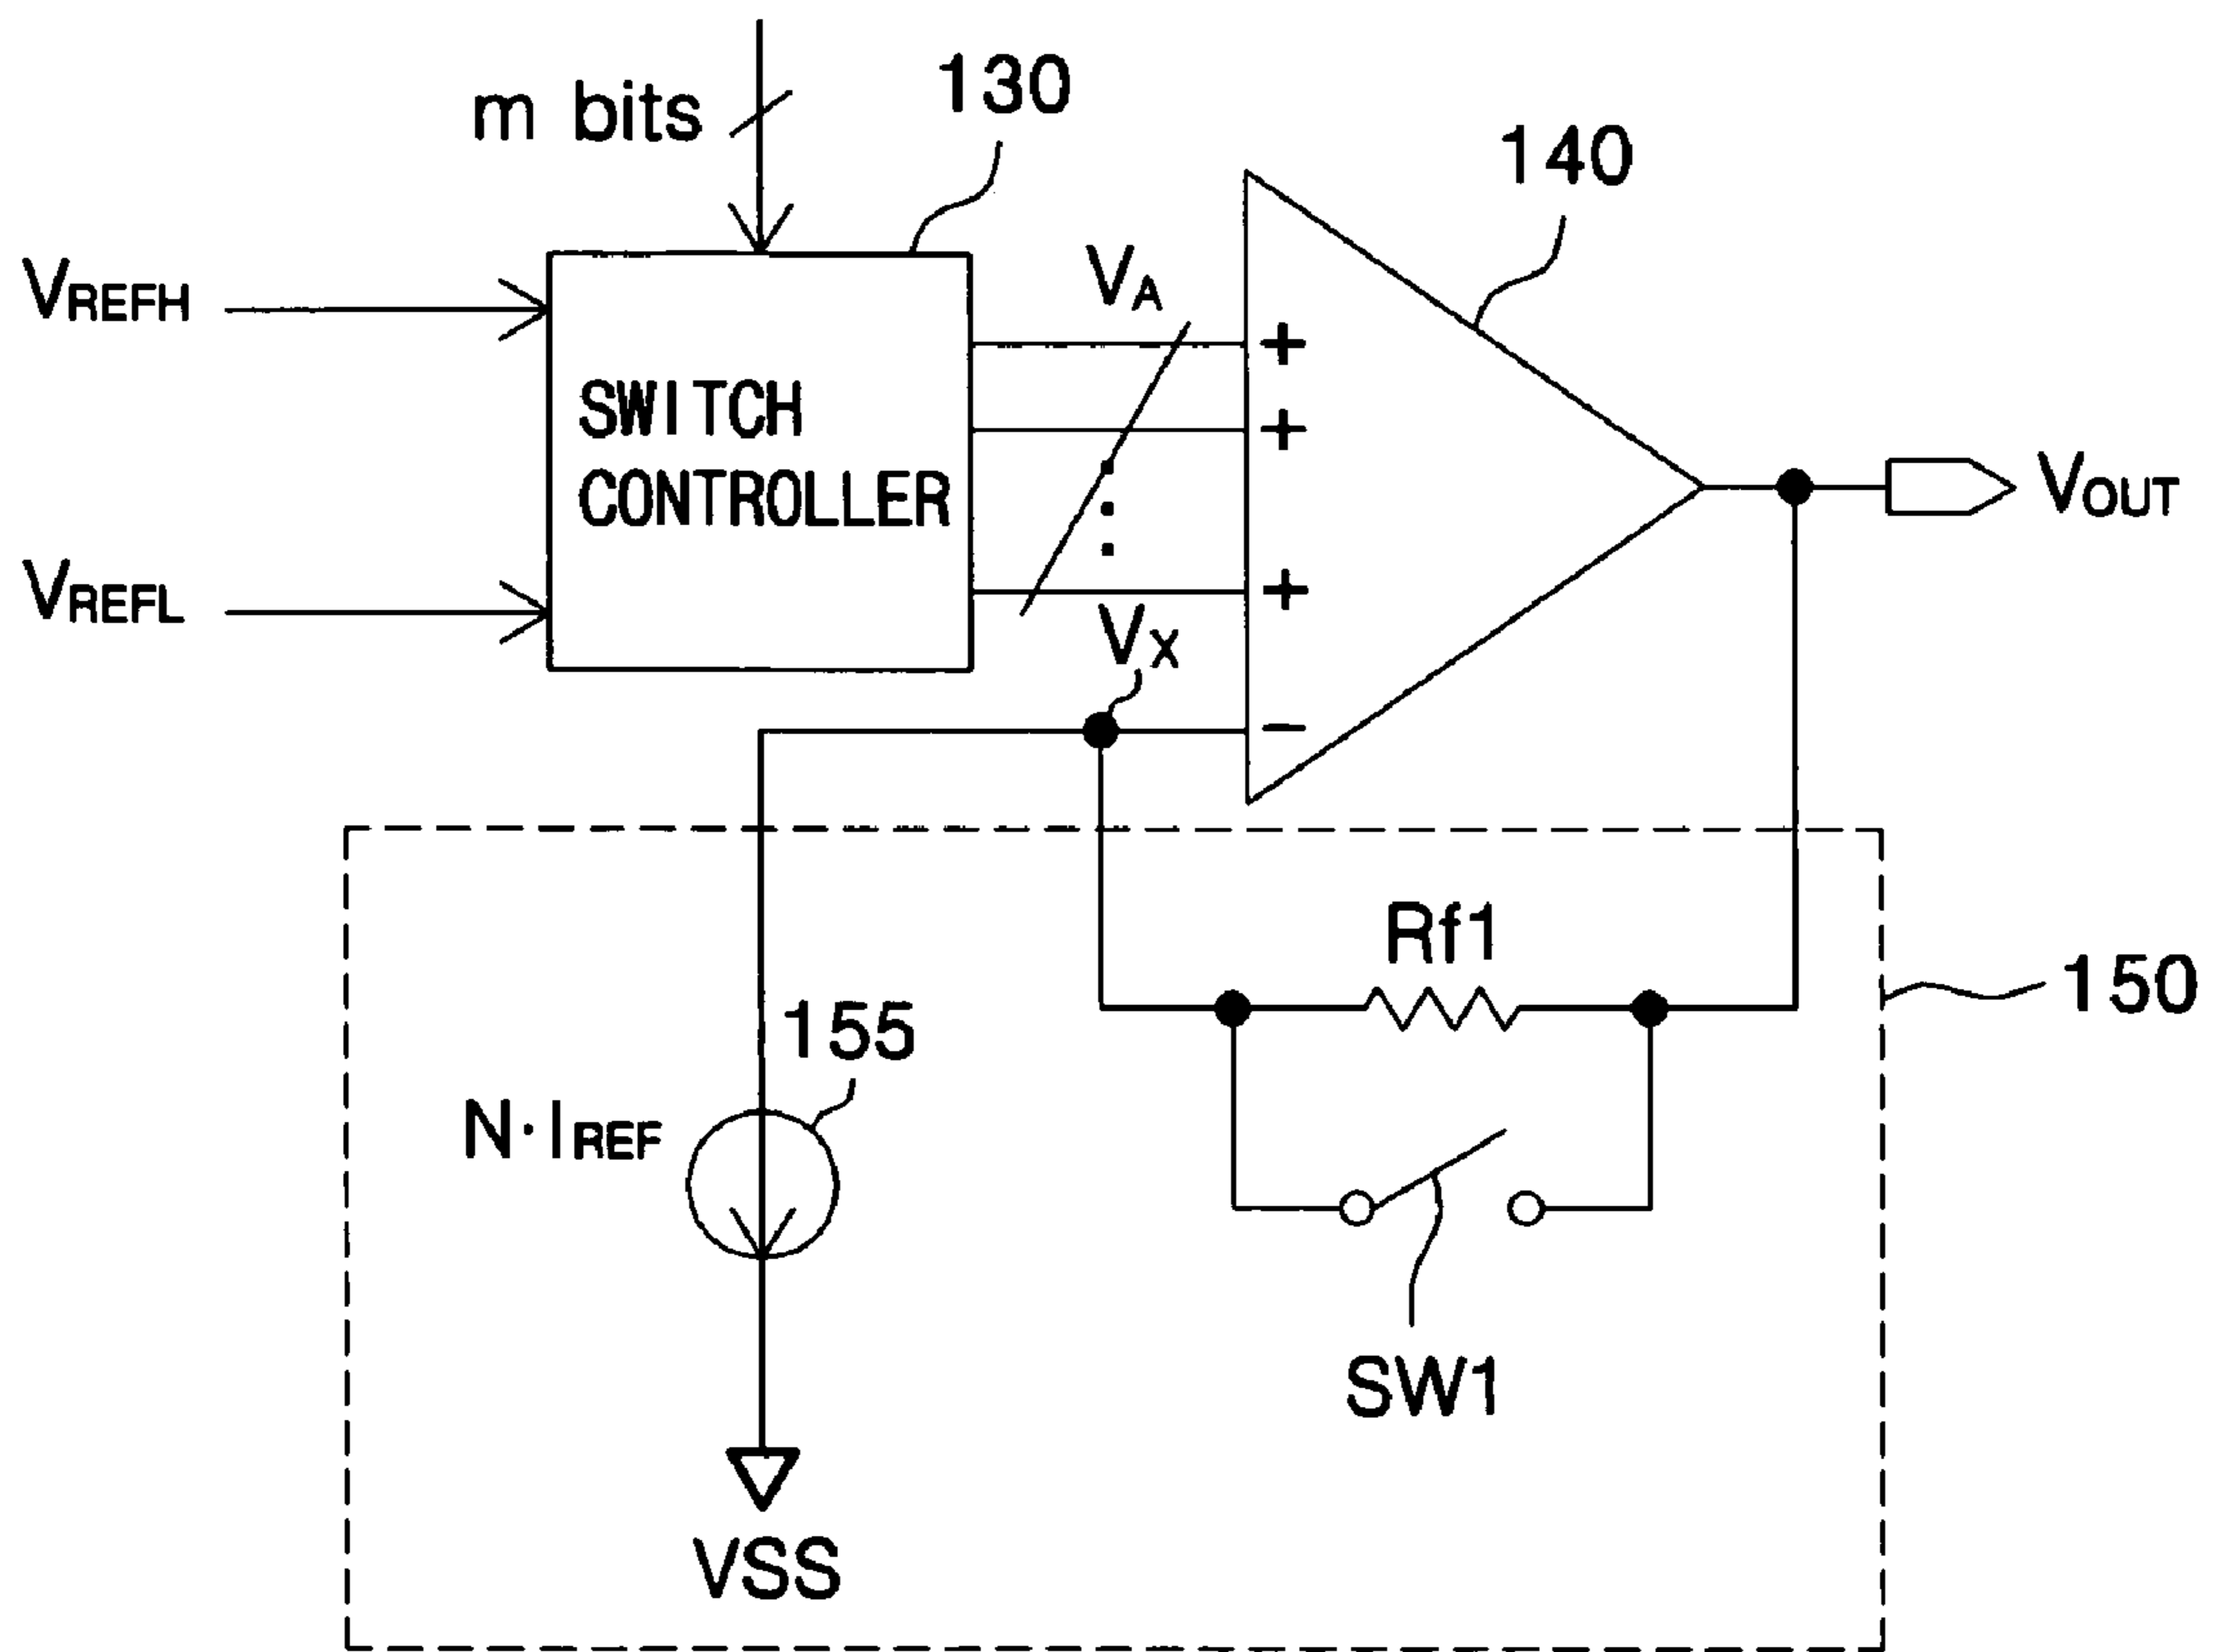 m bits
130
140
VREFH
VA
+
+
SWITCH
CONTROLLER
VOUT
VREFL
+
VX
−
Rf1
150
155
N·IREF
SW1
VSS